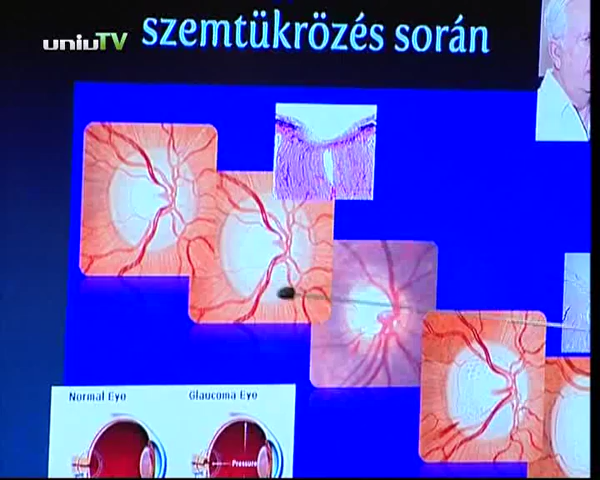 uniuTV
szemtükrözés során
Normal Eye
Glaucoma Eye
Pressure